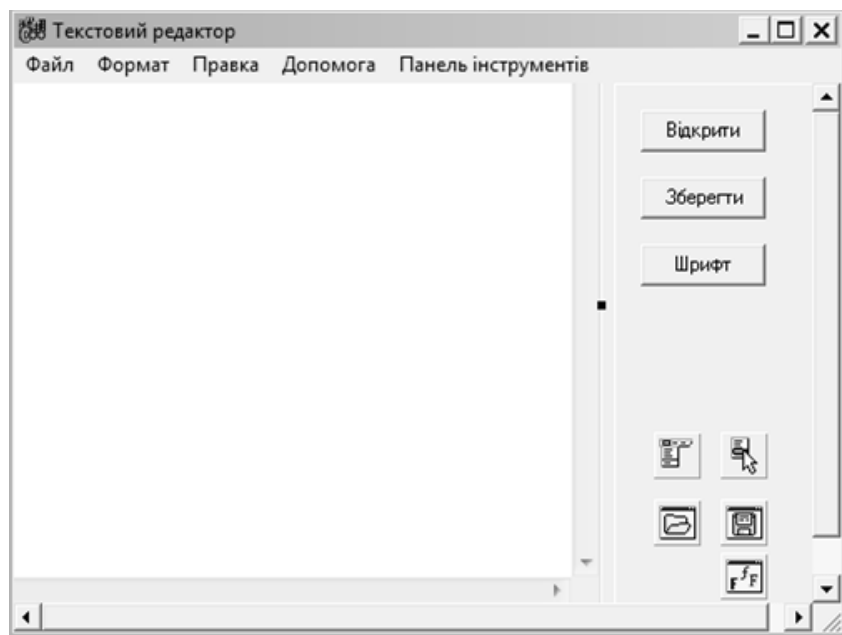 Текстовий редактор
Файл Формат Правка Допомога Панель інструментів
Відкрити
Зберегти
Шрифт